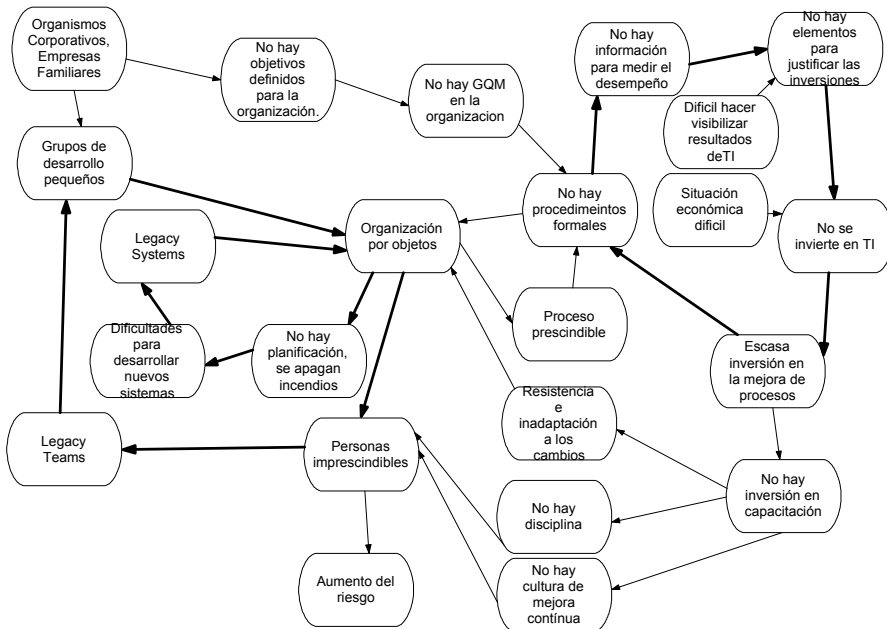 Organismos
Corporativos,
Empresas
Familiares
No hay
objetivos
definidos
para la
organización.
No hay GQM
en la
organizacion
No hay
información
para medir el
desempeño
No hay
elementos
para
justificar las
inversiones
Dificil hacer
visibilizar
resultados
deTI
Grupos de
desarrollo
pequeños
Organización
por objetos
No hay
procedimeintos
formales
Situación
económica
dificil
No se
invierte en TI
Legacy
Systems
Dificultades
para
desarrollar
nuevos
sistemas
No hay
planificación,
se apagan
incendios
Proceso
prescindible
Escasa
inversión en
la mejora de
procesos
Resistencia
e
inadaptación
a los
cambios
Legacy
Teams
Personas
imprescindibles
No hay
inversión en
capacitación
No hay
disciplina
Aumento del
riesgo
No hay
cultura de
mejora
contínua